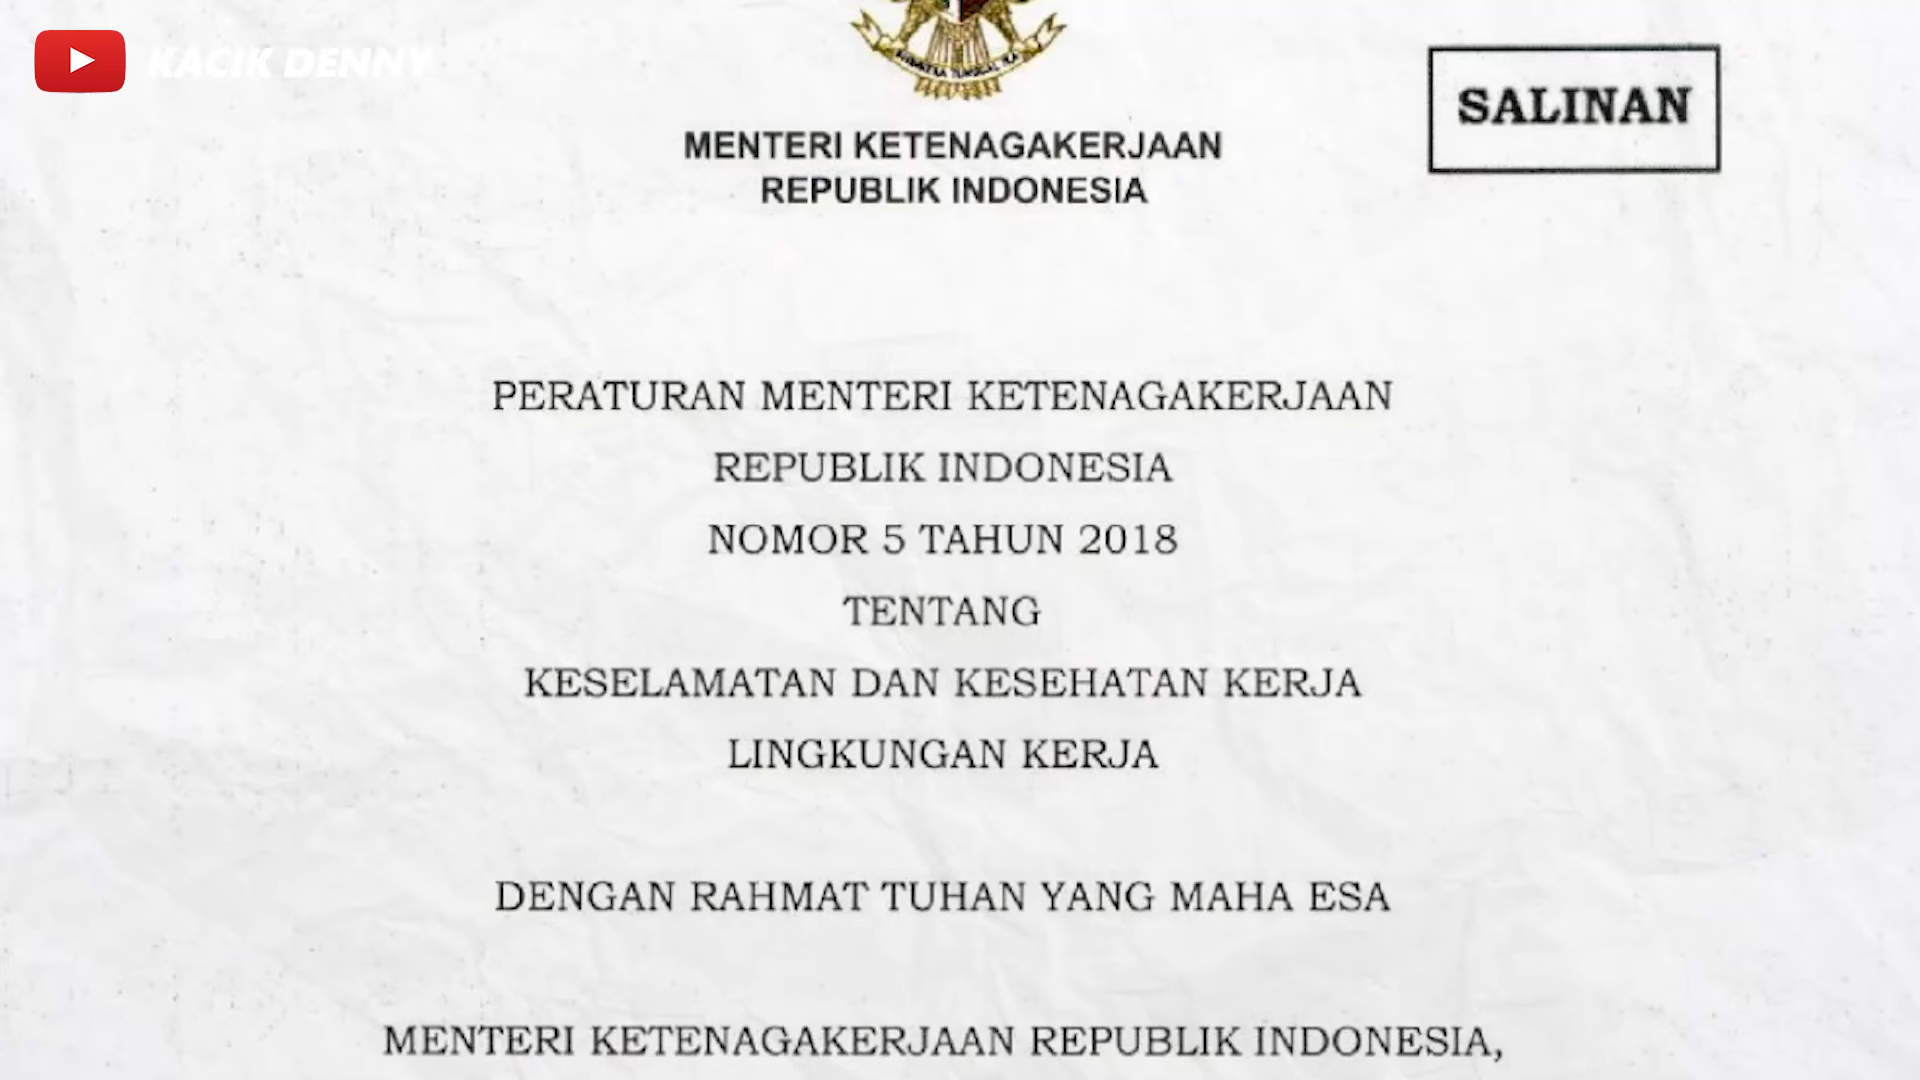 KACIK DENNY
SALINAN
MENTERI KETENAGAKERJAAN
REPUBLIK INDONESIA
PERATURAN MENTERI KETENAGAKERJAAN
REPUBLIK INDONESIA
NOMOR 5 TAHUN 2018
TENTANG
KESELAMATAN DAN KESEHATAN KERJA
LINGKUNGAN KERJA
DENGAN RAHMAT TUHAN YANG MAHA ESA
MENTERI KETENAGAKERJAAN REPUBLIK INDONESIA,